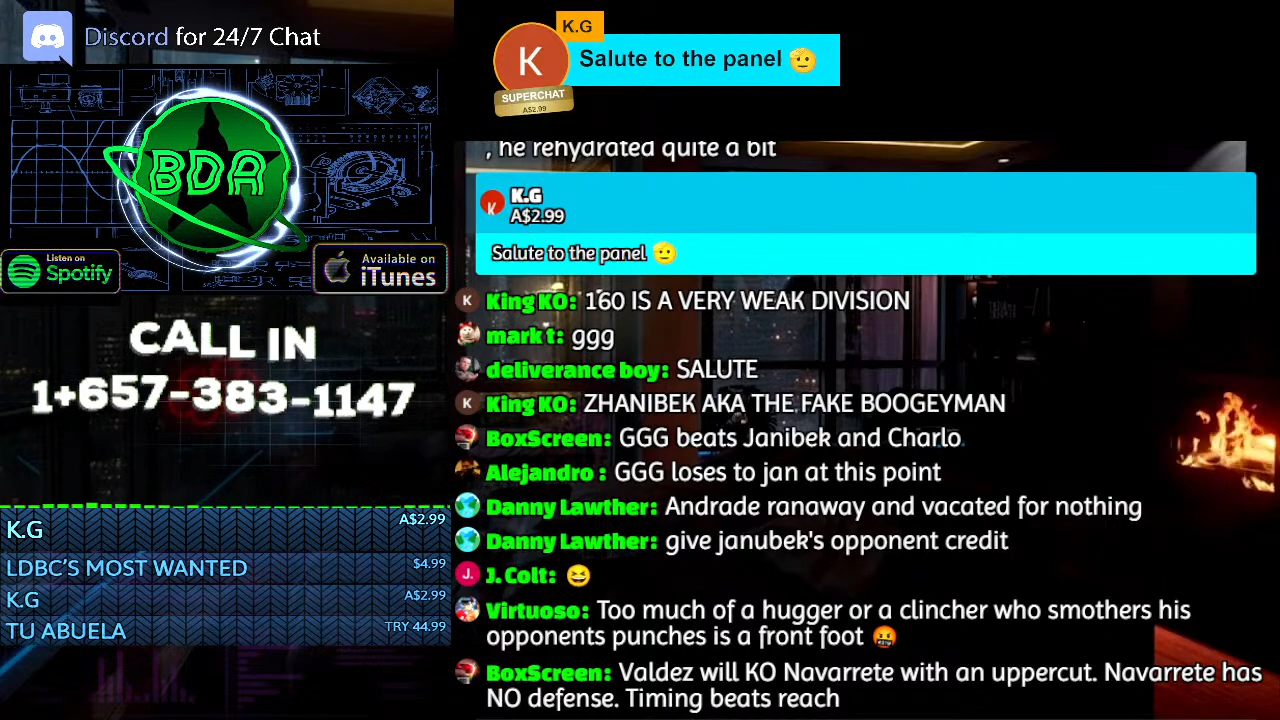 Discord for 24/7 Chat
BDA
Listen on
Spotify
Available on
iTunes
CALL IN
1+657-383-1147
K.G A$2.99
LDBC'S MOST WANTED $4.99
K.G A$2.99
TU ABUELA TRY 44.99
K.G
K
Salute to the panel 🫡
SUPERCHAT
A$2.99
, he rehydrated quite a bit
K
K.G
A$2.99
Salute to the panel 🫡
K King KO: 160 IS A VERY WEAK DIVISION
mark t: ggg
deliverance boy: SALUTE
K King KO: ZHANIBEK AKA THE FAKE BOOGEYMAN
BoxScreen: GGG beats Janibek and Charlo
Alejandro : GGG loses to jan at this point
Danny Lawther: Andrade ranaway and vacated for nothing
Danny Lawther: give janubek's opponent credit
J. J. Colt: 😆
Virtuoso: Too much of a hugger or a clincher who smothers his
opponents punches is a front foot 🤬
BoxScreen: Valdez will KO Navarrete with an uppercut. Navarrete has
NO defense. Timing beats reach